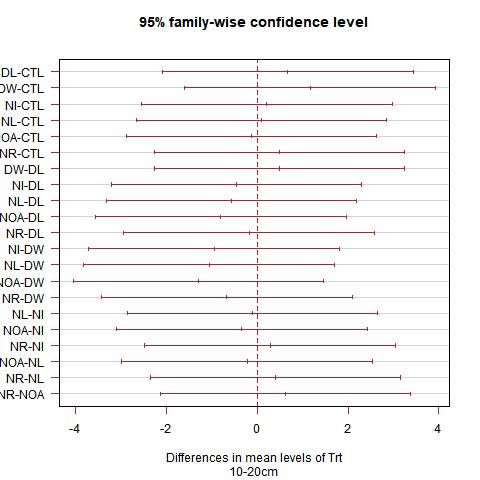 95% family-wise confidence level
DL-CTL
DW-CTL
NI-CTL
NL-CTL
NOA-CTL
NR-CTL
DW-DL
NI-DL
NL-DL
NOA-DL
NR-DL
NI-DW
NL-DW
NOA-DW
NR-DW
NL-NI
NOA-NI
NR-NI
NOA-NL
NR-NL
NR-NOA
-4 -2 0 2 4
Differences in mean levels of Trt
10-20cm